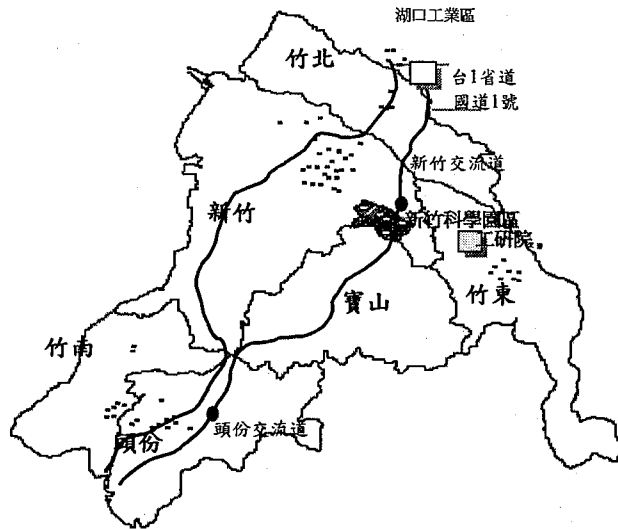 湖口工業區
竹北
台1省道
國道1號
新竹交流道
新竹
新竹科學園區
工研院
竹東
寶山
竹南
頭份
頭份交流道